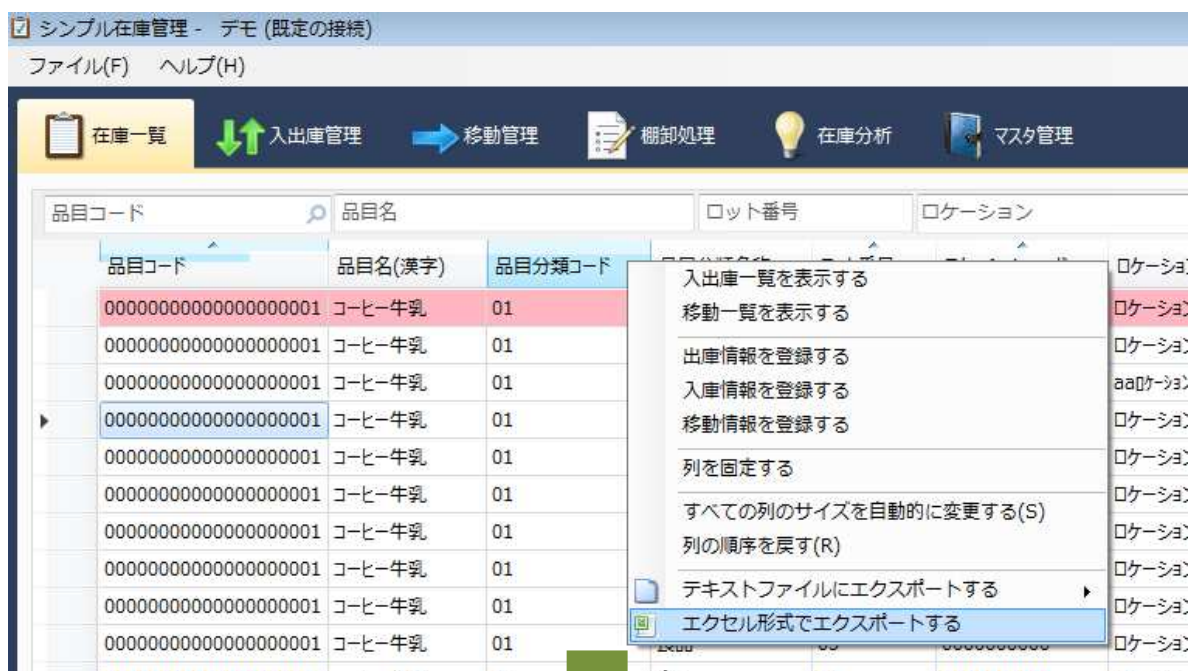 シンプル在庫管理 - デモ (既定の接続)
ファイル(F) ヘルプ(H)
在庫一覧 入出庫管理 移動管理 棚卸処理 在庫分析 マスタ管理
品目コード 品目名 ロット番号 ロケーション
品目コード 品目名(漢字) 品目分類コード
00000000000000000001 コーヒー牛乳 01
00000000000000000001 コーヒー牛乳 01
00000000000000000001 コーヒー牛乳 01
00000000000000000001 コーヒー牛乳 01
00000000000000000001 コーヒー牛乳 01
00000000000000000001 コーヒー牛乳 01
00000000000000000001 コーヒー牛乳 01
00000000000000000001 コーヒー牛乳 01
00000000000000000001 コーヒー牛乳 01
00000000000000000001 コーヒー牛乳 01
入出庫一覧を表示する
移動一覧を表示する
出庫情報を登録する
入庫情報を登録する
移動情報を登録する
列を固定する
すべての列のサイズを自動的に変更する(S)
列の順序を戻す(R)
テキストファイルにエクスポートする
エクセル形式でエクスポートする